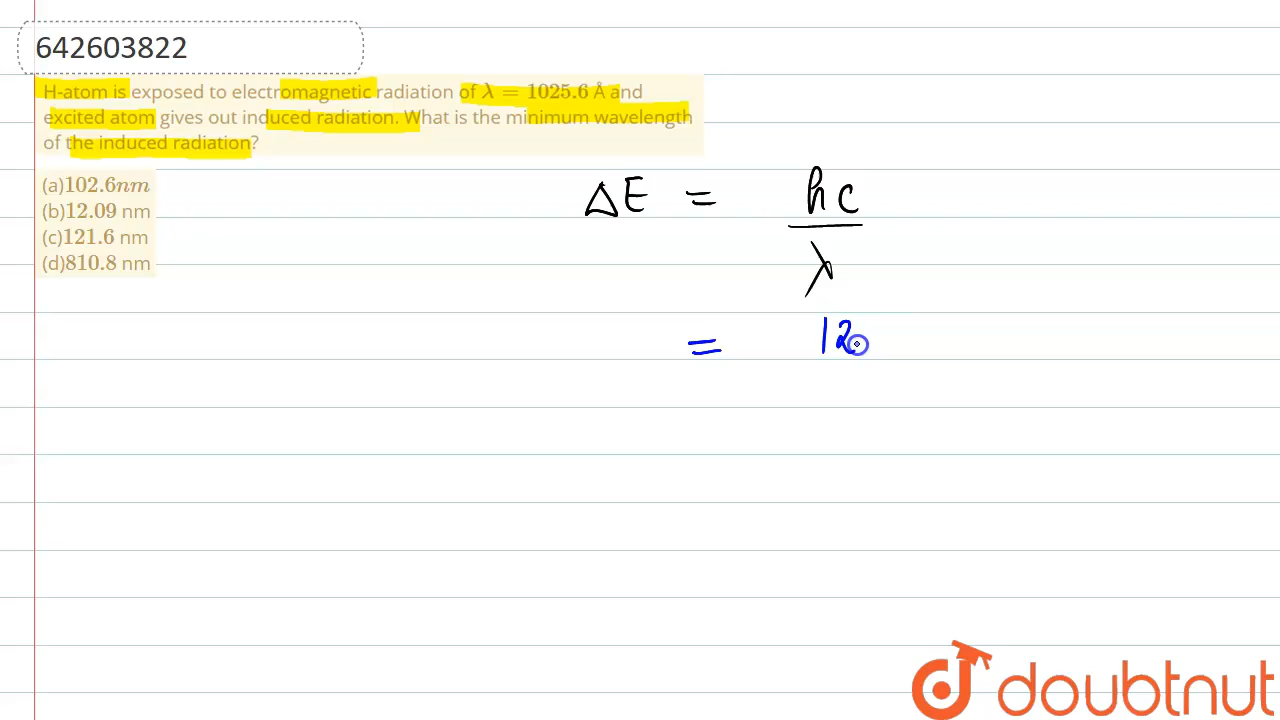 642603822
H-atom is exposed to electromagnetic radiation of λ = 1025.6 Å and
excited atom gives out induced radiation. What is the minimum wavelength
of the induced radiation?
(a)102.6nm
(b)12.09 nm
(c)121.6 nm
(d)810.8 nm
ΔE = hc
λ
= 12
doubtnut